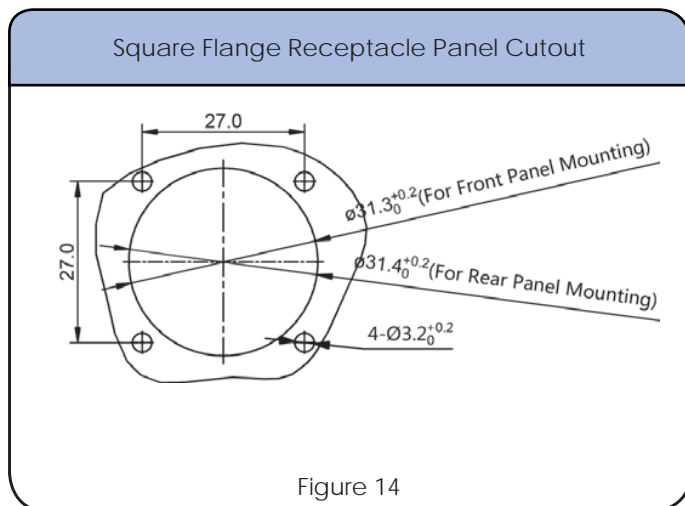 Square Flange Receptacle Panel Cutout
27.0
ø31.3+0.2 0(For Front Panel Mounting)
27.0
ø31.4+0.2 0(For Rear Panel Mounting)
4-Ø3.2+0.2 0
Figure 14